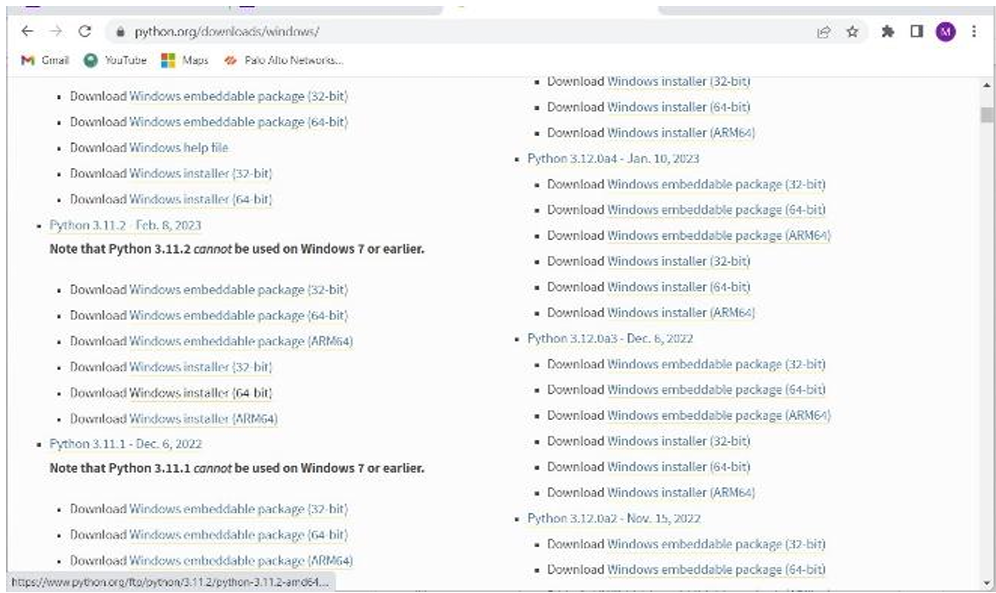 python.org/downloads/windows/
M
Gmail
YouTube
Maps
Palo Alto Networks...
Download Windows embeddable package (32-bit)
Download Windows embeddable package (64-bit)
Download Windows help file
Download Windows installer (32-bit)
Download Windows installer (64-bit)
Python 3.11.2 - Feb. 8, 2023
Note that Python 3.11.2 cannot be used on Windows 7 or earlier.
Download Windows embeddable package (32-bit)
Download Windows embeddable package (64-bit)
Download Windows embeddable package (ARM64)
Download Windows installer (32-bit)
Download Windows installer (64-bit)
Download Windows installer (ARM64)
Python 3.11.1 - Dec. 6, 2022
Note that Python 3.11.1 cannot be used on Windows 7 or earlier.
Download Windows embeddable package (32-bit)
Download Windows embeddable package (64-bit)
Download Windows embeddable package (ARM64)
Download Windows installer (32-bit)
Download Windows installer (64-bit)
Download Windows installer (ARM64)
Python 3.12.0a4 - Jan. 10, 2023
Download Windows embeddable package (32-bit)
Download Windows embeddable package (64-bit)
Download Windows embeddable package (ARM64)
Download Windows installer (32-bit)
Download Windows installer (64-bit)
Download Windows installer (ARM64)
Python 3.12.0a3 - Dec. 6, 2022
Download Windows embeddable package (32-bit)
Download Windows embeddable package (64-bit)
Download Windows embeddable package (ARM64)
Download Windows installer (32-bit)
Download Windows installer (64-bit)
Download Windows installer (ARM64)
Python 3.12.0a2 - Nov. 15, 2022
Download Windows embeddable package (32-bit)
Download Windows embeddable package (64-bit)
https://www.python.org/ftp/python/3.11.2/python-3.11.2-amd64...